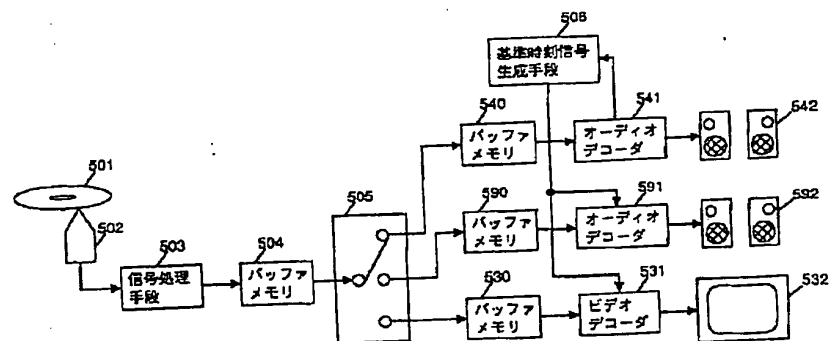 506
基準時刻信号
生成手段
540
バッファ
メモリ
541
オーディオ
デコーダ
542
501
502
503
信号処理
手段
504
バッファ
メモリ
505
590
バッファ
メモリ
591
オーディオ
デコーダ
592
530
バッファ
メモリ
531
ビデオ
デコーダ
532